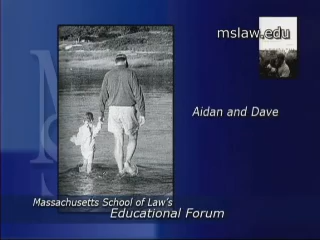 mslaw.edu
Aidan and Dave
Massachusetts School of Law's
Educational Forum